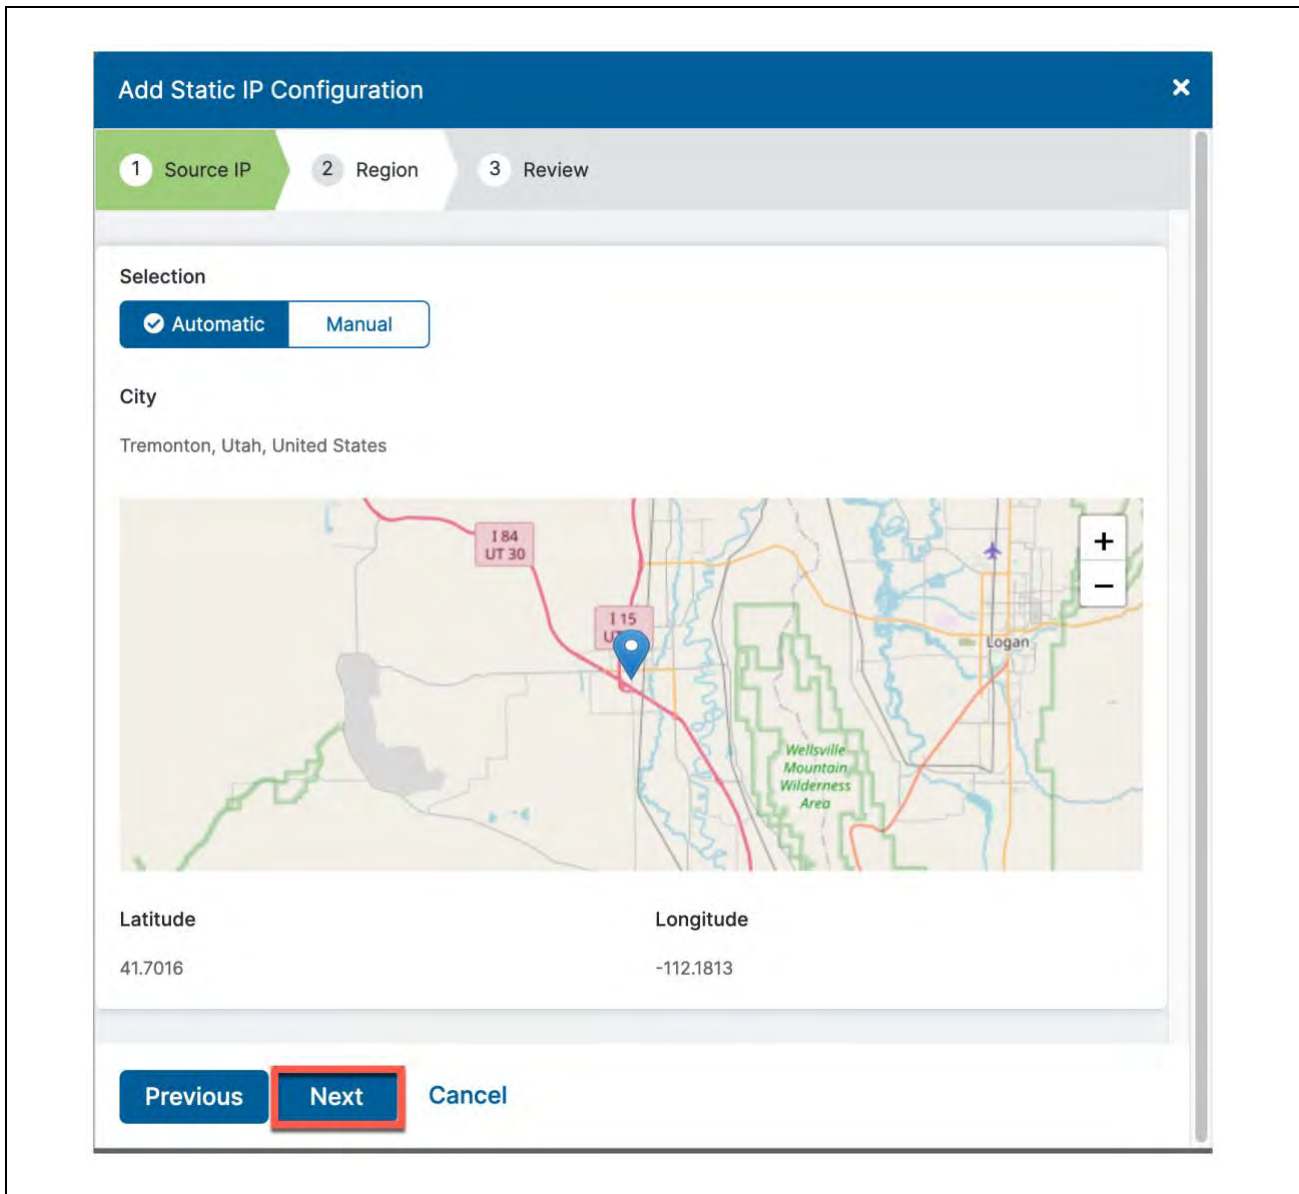 Add Static IP Configuration ×
1 Source IP 2 Region 3 Review
Selection
Automatic Manual
City
Tremonton, Utah, United States
I 84
UT 30
+
−
I 15
Logan
Wellsville
Mountain
Wilderness
Area
Latitude Longitude
41.7016 -112.1813
Previous Next Cancel